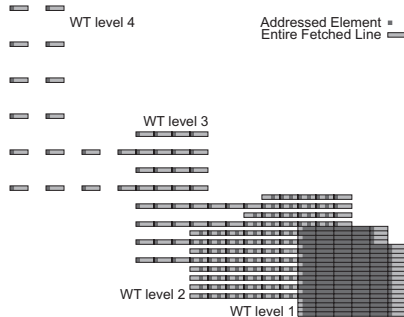 WT level 4
Addressed Element
Entire Fetched Line
WT level 3
WT level 2
WT level 1